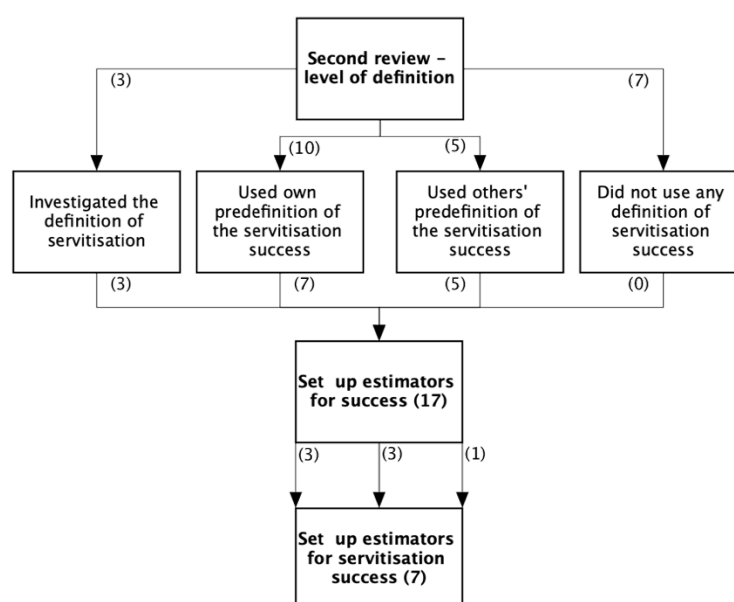 Second review –
level of definition
(3)
(7)
(10)
(5)
Investigated the
definition of
servitisation
Used own
predefinition of
the servitisation
success
Used others'
predefinition of
the servitisation
success
Did not use any
definition of
servitisation
success
(3)
(7)
(5)
(0)
Set up estimators
for success (17)
(3)
(3)
(1)
Set up estimators
for servitisation
success (7)